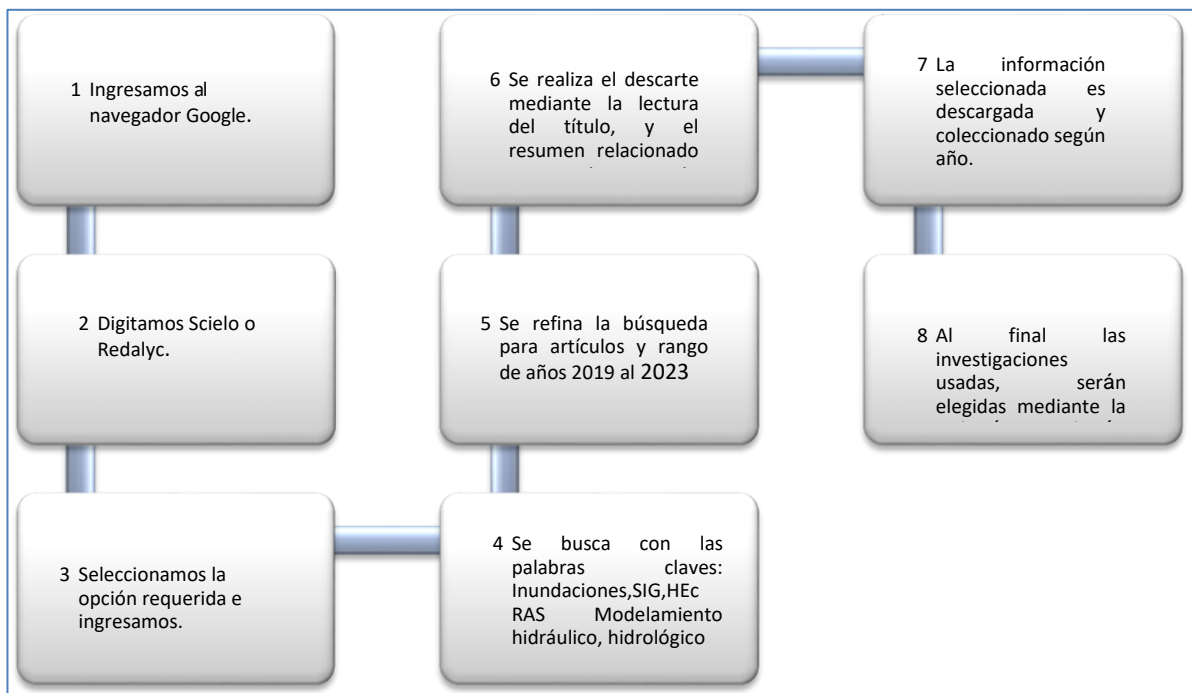 1 Ingresamos al
navegador Google.
2 Digitamos Scielo o
Redalyc.
3 Seleccionamos la
opción requerida e
ingresamos.
4 Se busca con las
palabras claves:
Inundaciones,SIG,HEc
RAS Modelamiento
hidráulico, hidrológico
5 Se refina la búsqueda
para artículos y rango
de años 2019 al 2023
6 Se realiza el descarte
mediante la lectura
del título, y el
resumen relacionado
7 La información
seleccionada es
descargada y
coleccionado según
año.
8 Al final las
investigaciones
usadas, serán
elegidas mediante la